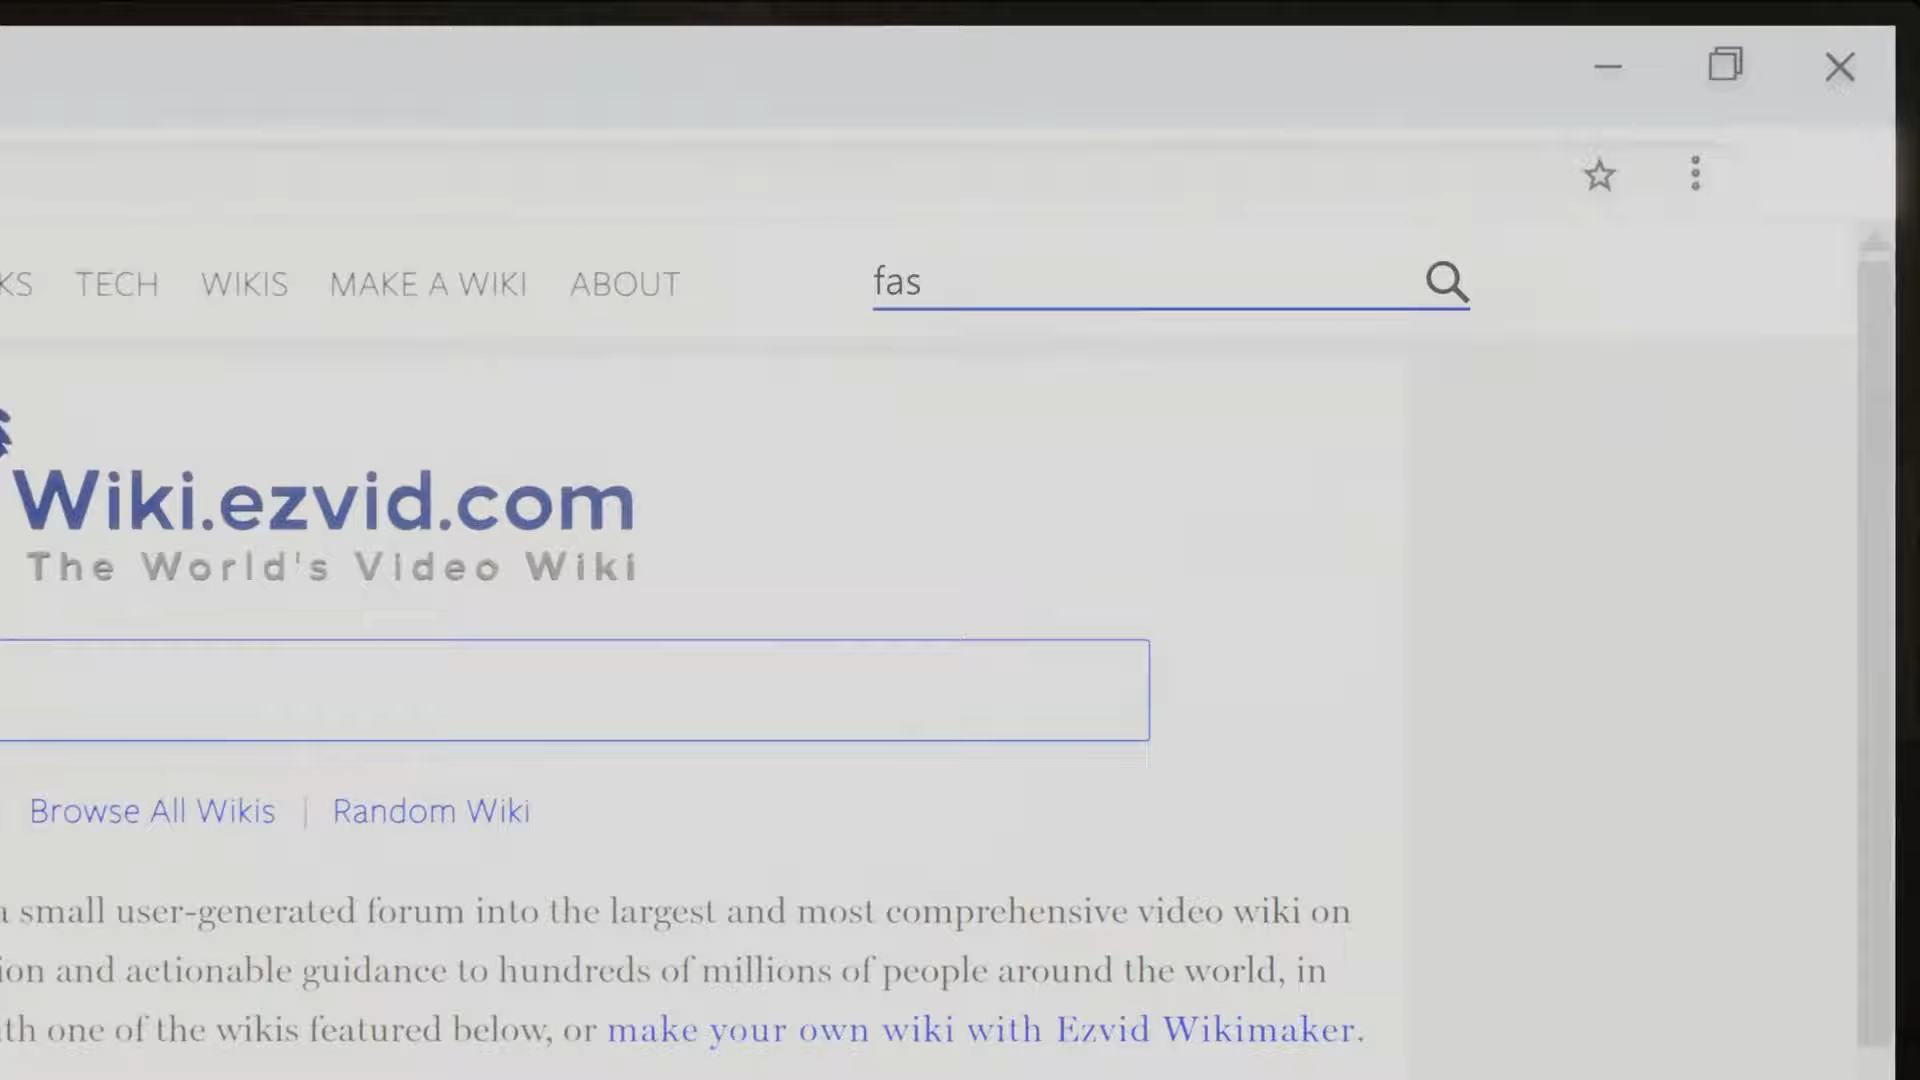 KS TECH WIKIS MAKE A WIKI ABOUT fas
Wiki.ezvid.com
The World's Video Wiki
Browse All Wikis | Random Wiki
a small user-generated forum into the largest and most comprehensive video wiki on
ion and actionable guidance to hundreds of millions of people around the world, in
th one of the wikis featured below, or make your own wiki with Ezvid Wikimaker.